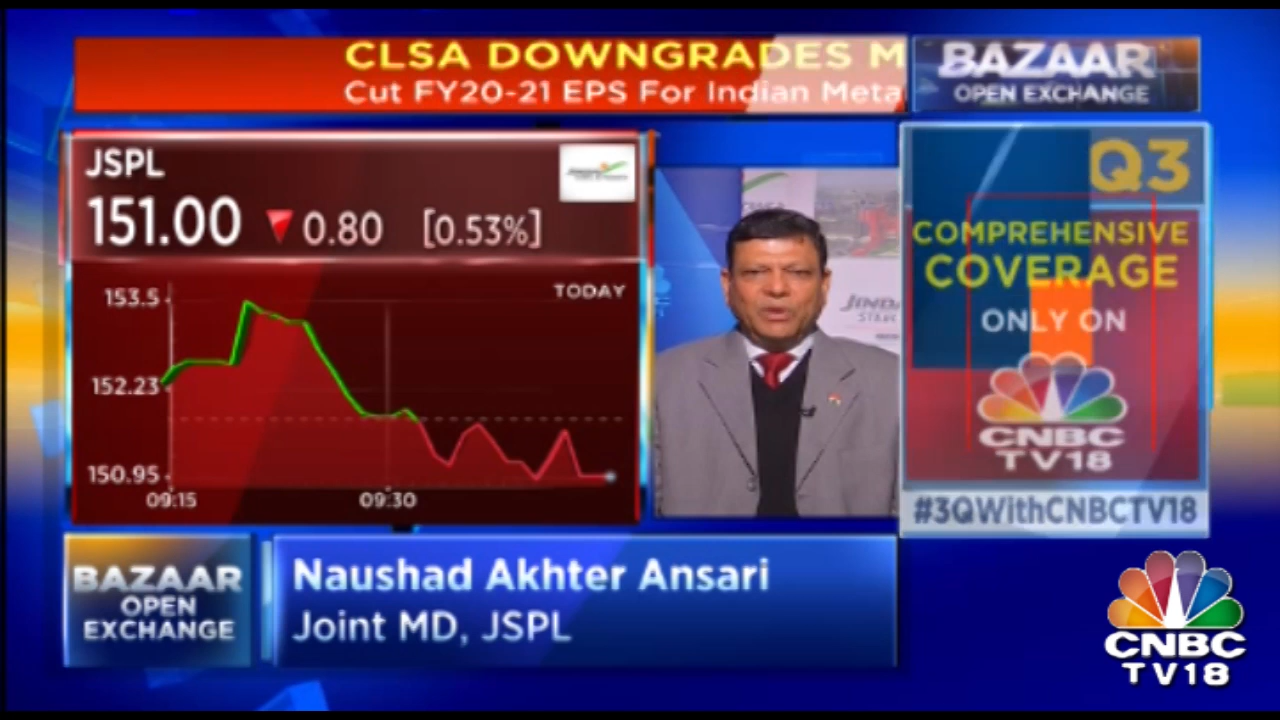 CLSA DOWNGRADES M
Cut FY20-21 EPS For Indian Meta
BAZAAR
OPEN EXCHANGE
JSPL
151.00 ▼ 0.80 [0.53%]
TODAY
153.5
152.23
150.95
09:15 09:30
JINDA
Q3
COMPREHENSIVE
COVERAGE
ONLY ON
CNBC
TV18
#3QWithCNBCTV18
BAZAAR
OPEN
EXCHANGE
Naushad Akhter Ansari
Joint MD, JSPL
CNBC
TV18